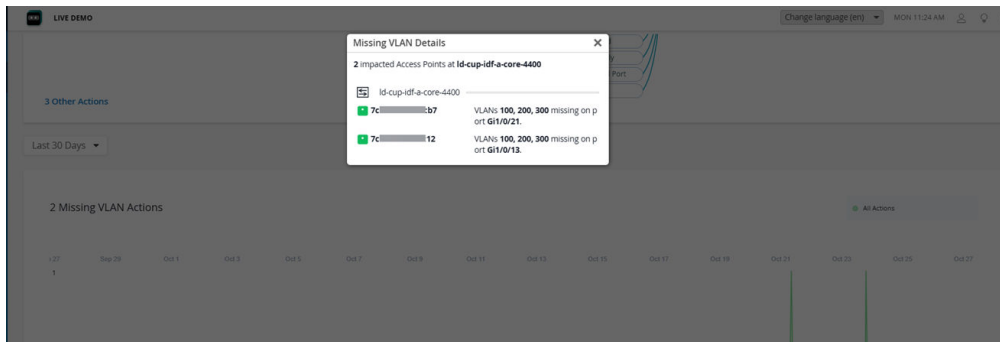 LIVE DEMO
Change language (en)
MON 11:24 AM
Missing VLAN Details
2 impacted Access Points at ld-cup-idf-a-core-4400
ld-cup-idf-a-core-4400
7c :b7
VLANs 100, 200, 300 missing on p
ort Gi1/0/21.
7c 12
VLANs 100, 200, 300 missing on p
ort Gi1/0/13.
Port
3 Other Actions
Last 30 Days
2 Missing VLAN Actions
All Actions
Sep 29 Oct 1 Oct 3 Oct 5 Oct 7 Oct 9 Oct 11 Oct 13 Oct 15 Oct 17 Oct 19 Oct 21 Oct 23 Oct 25 Oct 27
1